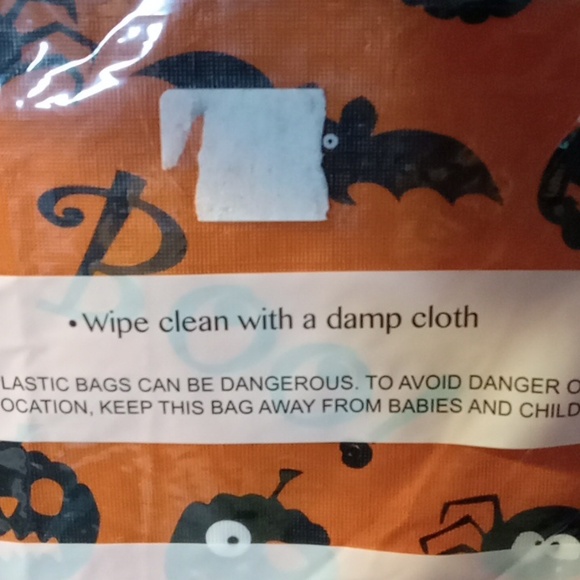 Boo
• Wipe clean with a damp cloth
LASTIC BAGS CAN BE DANGEROUS. TO AVOID DANGER O
OCATION, KEEP THIS BAG AWAY FROM BABIES AND CHILD